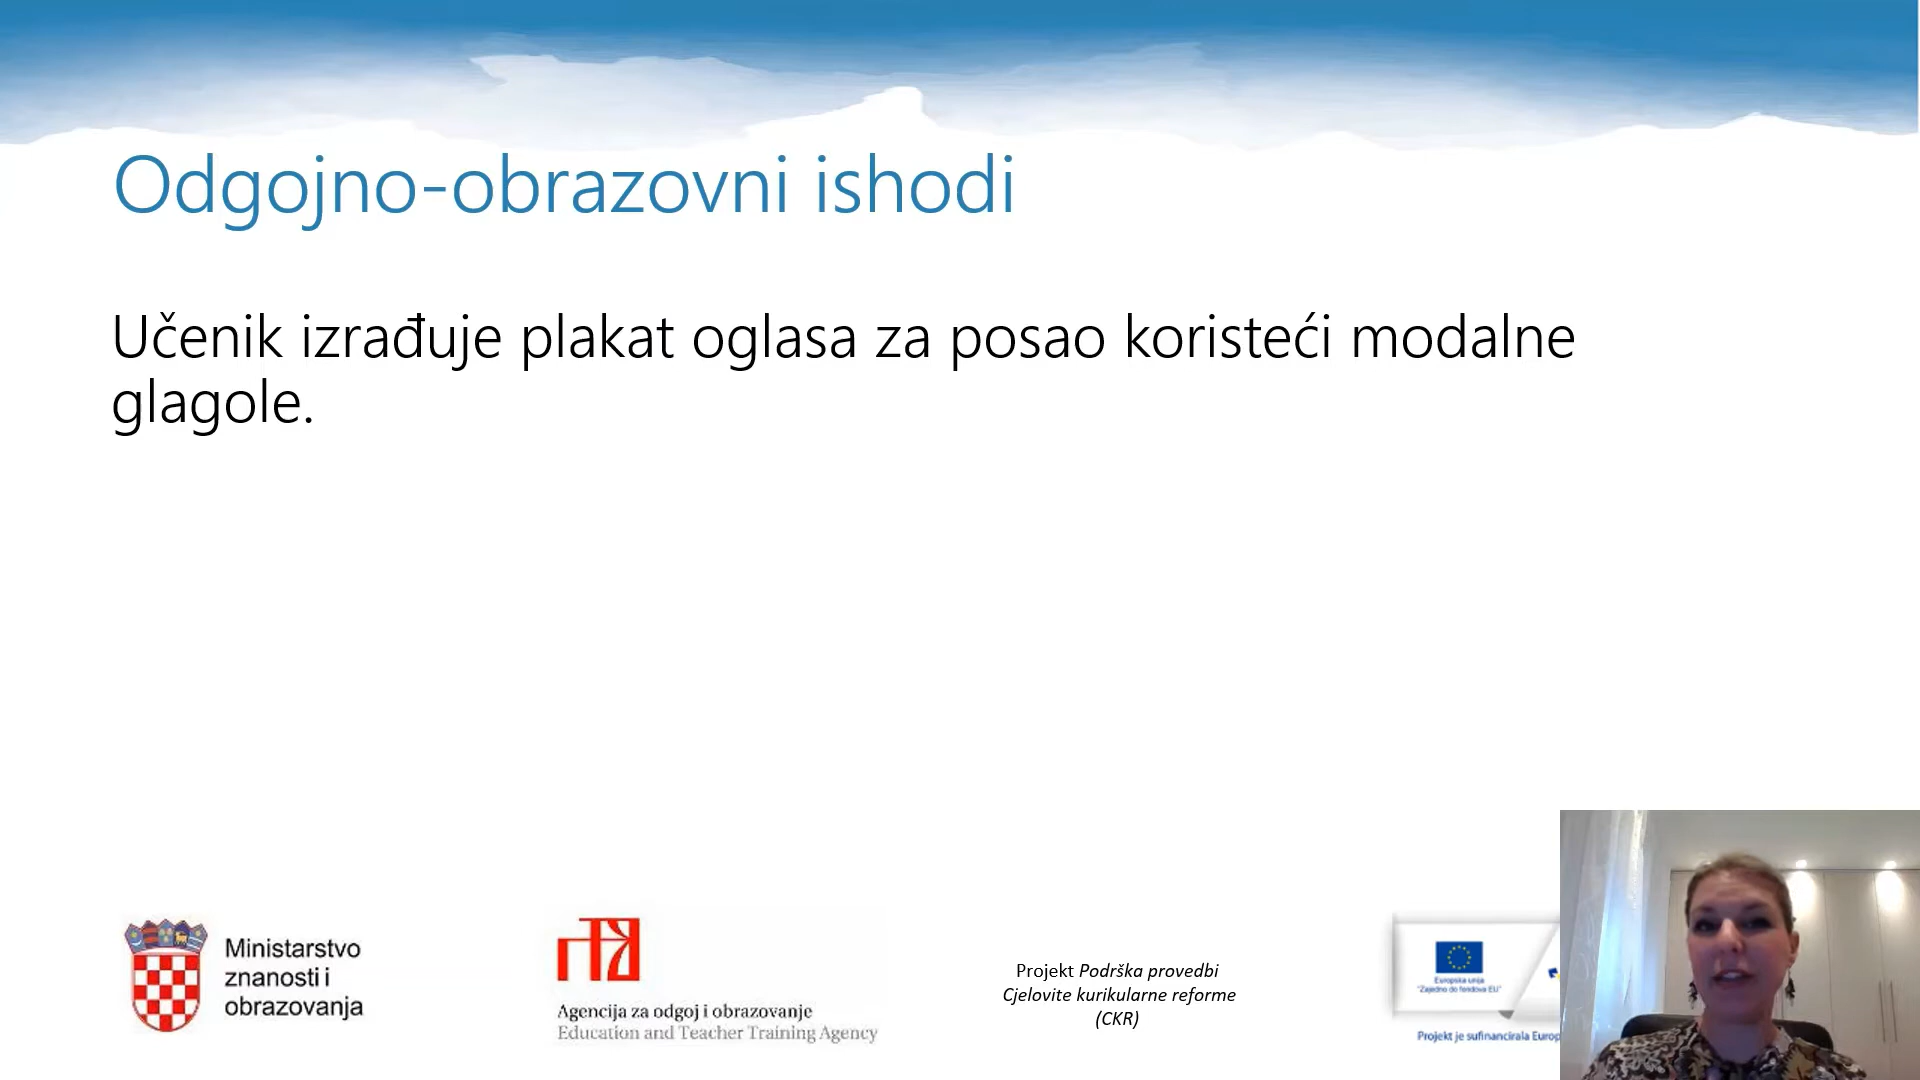 Odgojno-obrazovni ishodi
Učenik izrađuje plakat oglasa za posao koristeći modalne
glagole.
Ministarstvo
znanosti i
obrazovanja
Agencija za odgoj i obrazovanje
Education and Teacher Training Agency
Projekt Podrška provedbi
Cjelovite kurikularne reforme
(CKR)
Europska unija
"Zajedno do fondova EU"
Projekt je sufinancirala Europ